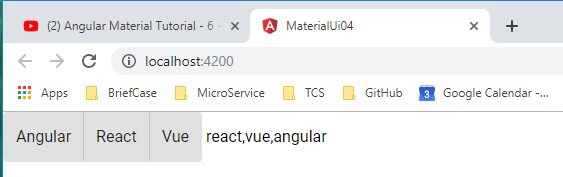 (2) Angular Material Tutorial - 6 -
MaterialUi04
localhost:4200
Apps BriefCase MicroService TCS GitHub 3 Google Calendar -...
Angular React Vue react,vue,angular